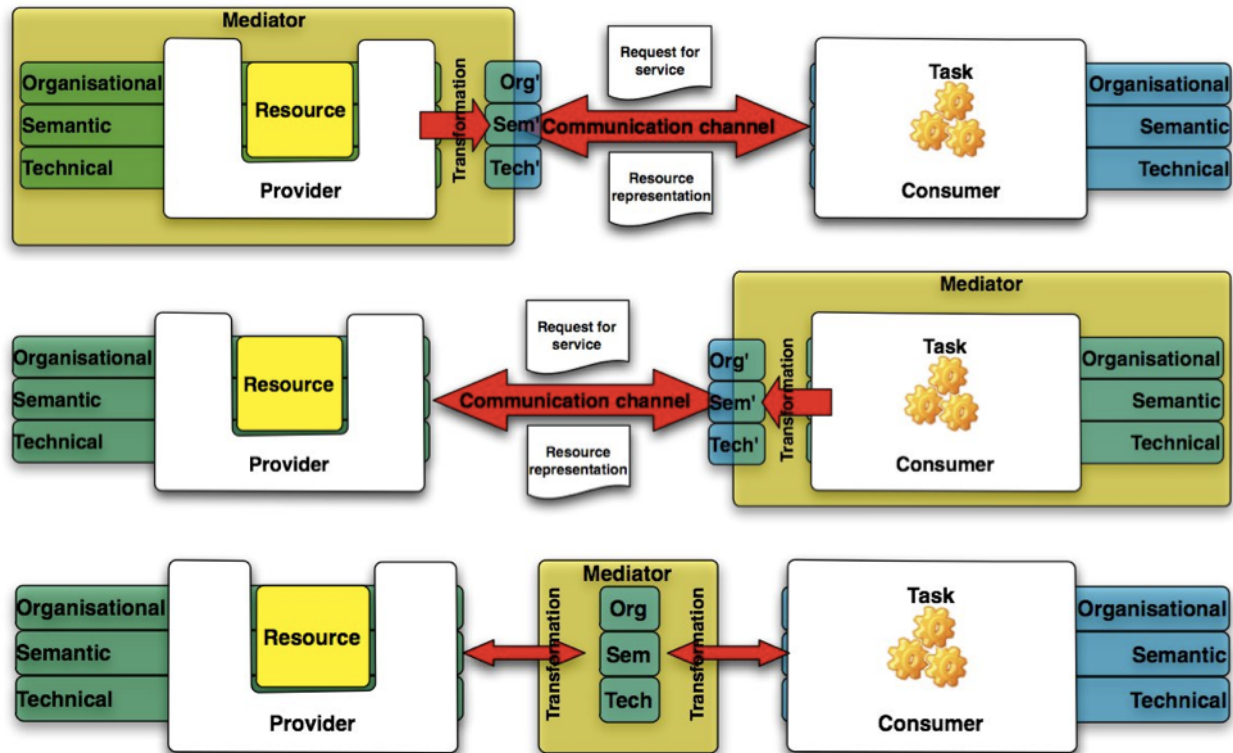 Mediator
Organisational
Semantic
Technical
Resource
Provider
Transformation
Org'
Sem'
Tech'
Request for
service
Communication channel
Resource
representation
Task
Consumer
Organisational
Semantic
Technical
Organisational
Semantic
Technical
Resource
Provider
Request for
service
Communication channel
Resource
representation
Mediator
Org'
Sem'
Tech'
Transformation
Task
Consumer
Organisational
Semantic
Technical
Organisational
Semantic
Technical
Resource
Provider
Mediator
Transformation
Org
Sem
Tech
Transformation
Task
Consumer
Organisational
Semantic
Technical